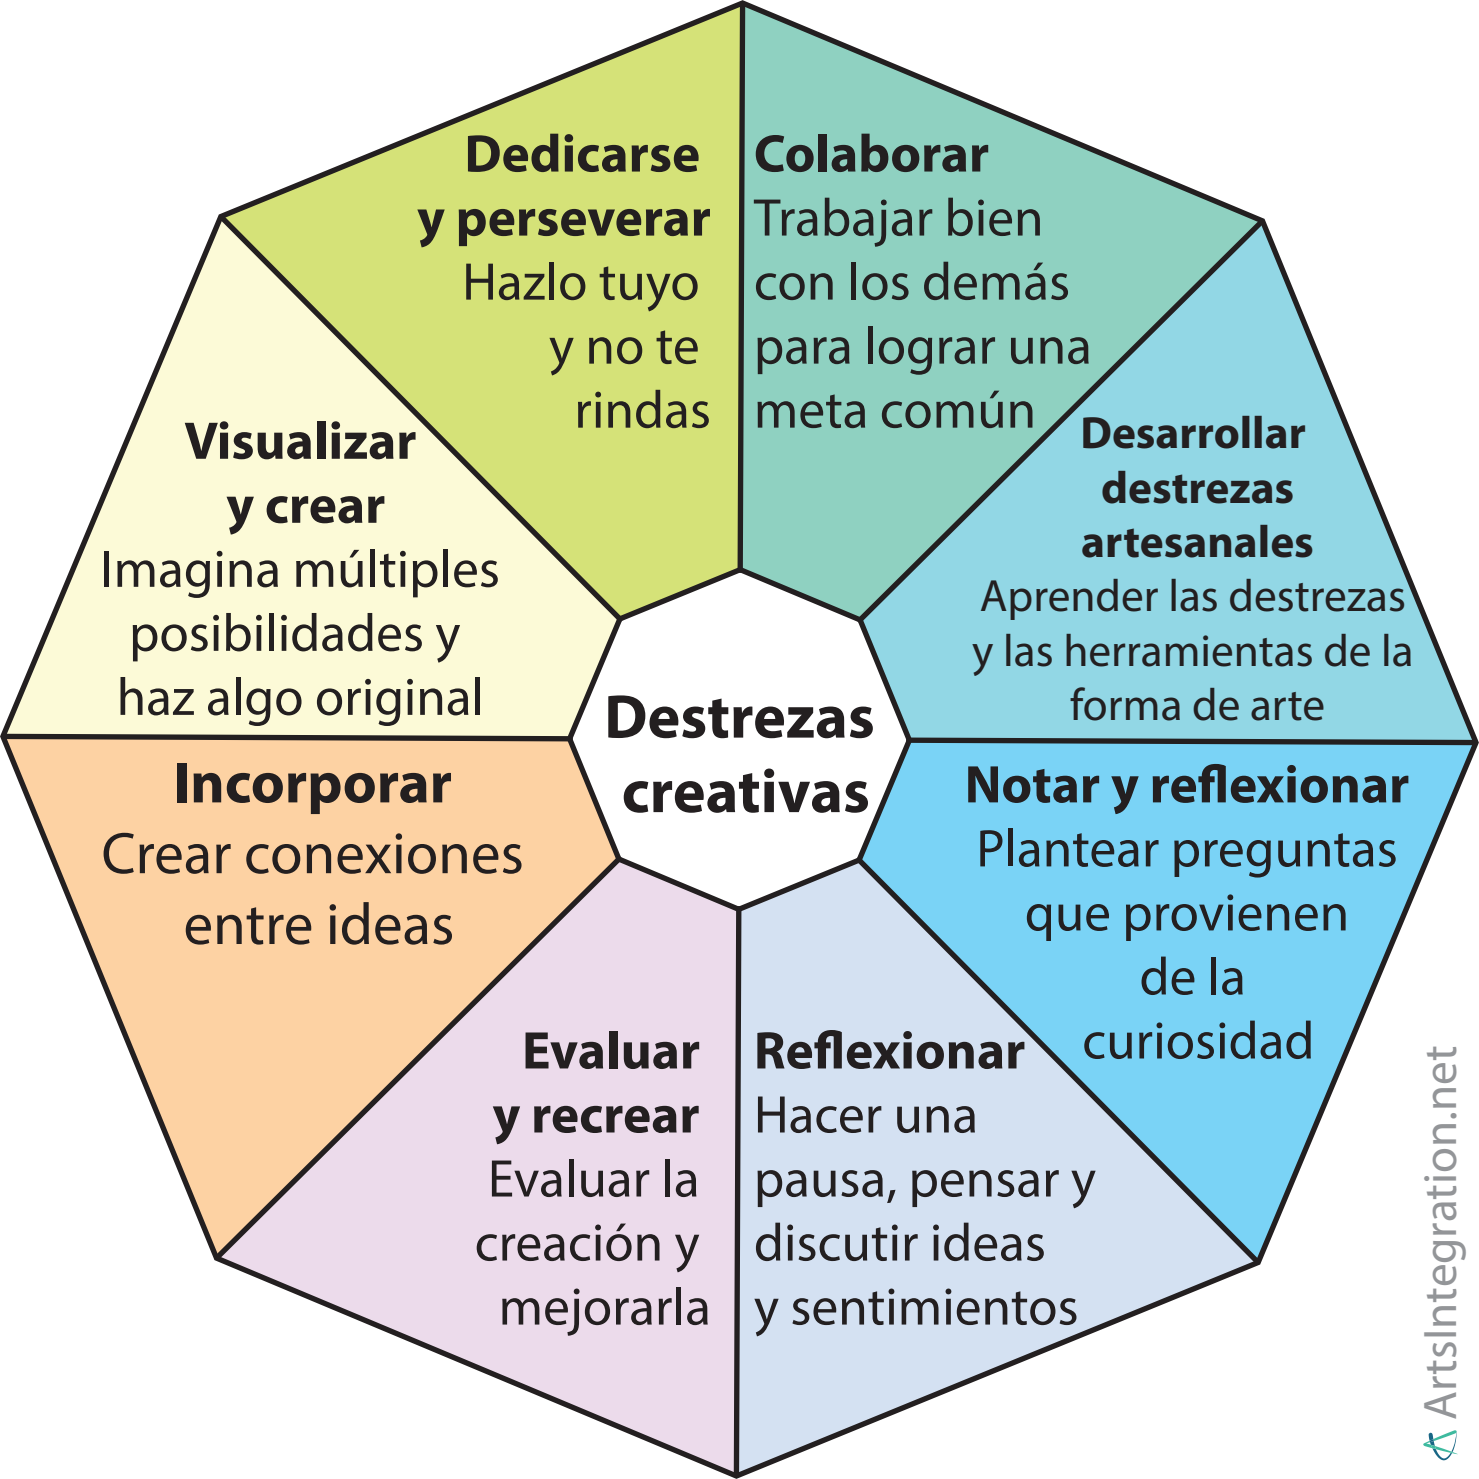 Dedicarse
y perseverar
Hazlo tuyo
y no te
rindas
Colaborar
Trabajar bien
con los demás
para lograr una
meta común
Desarrollar
destrezas
artesanales
Aprender las destrezas
y las herramientas de la
forma de arte
Notar y reflexionar
Plantear preguntas
que provienen
de la
curiosidad
Reflexionar
Hacer una
pausa, pensar y
discutir ideas
y sentimientos
Evaluar
y recrear
Evaluar la
creación y
mejorarla
Incorporar
Crear conexiones
entre ideas
Visualizar
y crear
Imagina múltiples
posibilidades y
haz algo original
Destrezas
creativas
ArtsIntegration.net